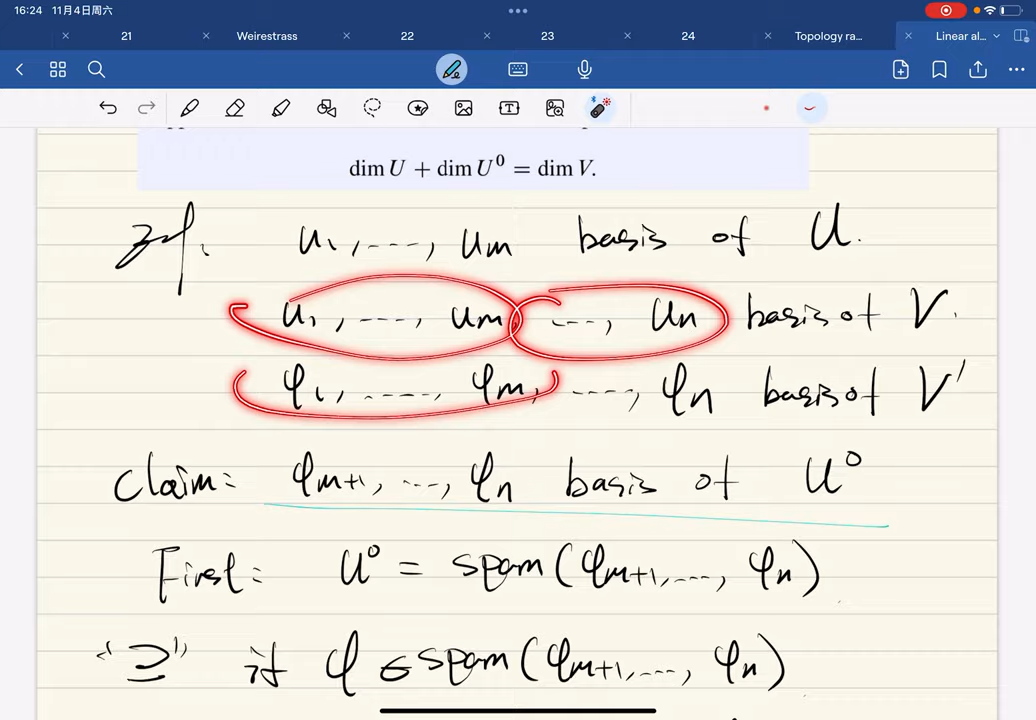 16:24 11月4日周六
21 Weirestrass 22 23 24 Topology ra... Linear al...
dim U + dim U⁰ = dim V.
pf. u₁, ..., uₘ basis of U.
u₁, ..., uₘ, ..., uₙ basis of V.
φ₁, ..., φₘ, ..., φₙ basis of V'
Claim: φₘ₊₁, ..., φₙ basis of U⁰
First: U⁰ = span(φₘ₊₁, ..., φₙ)
"⊇" 计 φ ∈ span(φₘ₊₁, ..., φₙ)